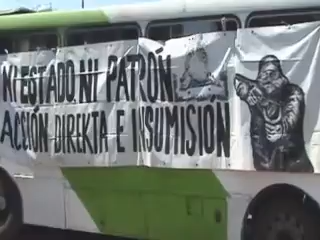 NI ESTADO, NI PATRÓN
ACCIÓN DIREKTA E INSUMISIÓN